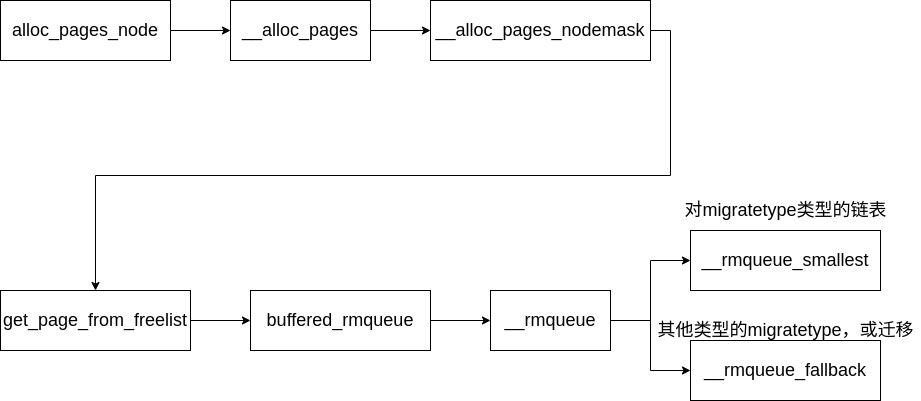 alloc_pages_node
__alloc_pages
__alloc_pages_nodemask
对migratetype类型的链表
__rmqueue_smallest
get_page_from_freelist
buffered_rmqueue
__rmqueue
其他类型的migratetype，或迁移
__rmqueue_fallback